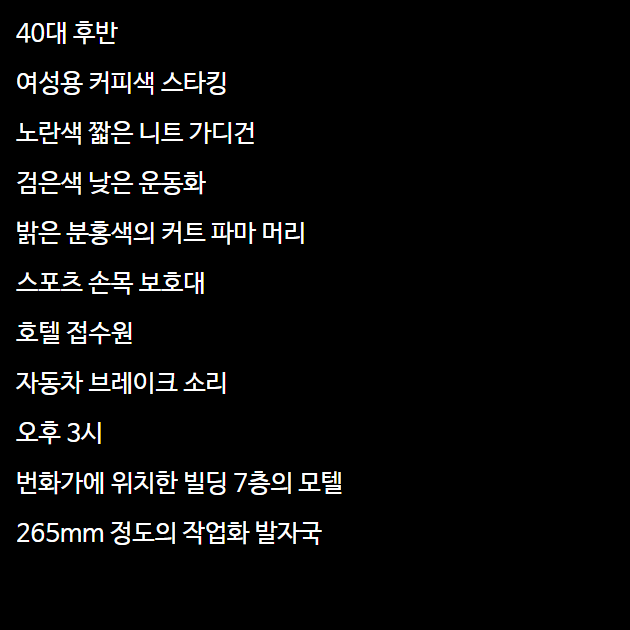 40대 후반
여성용 커피색 스타킹
노란색 짧은 니트 가디건
검은색 낮은 운동화
밝은 분홍색의 커트 파마 머리
스포츠 손목 보호대
호텔 접수원
자동차 브레이크 소리
오후 3시
번화가에 위치한 빌딩 7층의 모텔
265mm 정도의 작업화 발자국